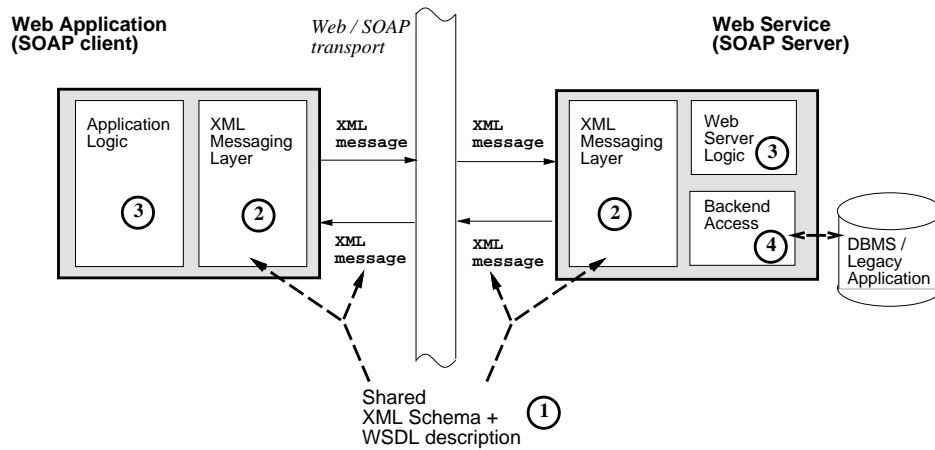 Web Application
(SOAP client)
Web / SOAP
transport
Web Service
(SOAP Server)
Application
Logic
3
XML
Messaging
Layer
2
XML
message
XML
message
XML
message
XML
message
XML
Messaging
Layer
2
Web
Server
Logic
3
Backend
Access
4
DBMS /
Legacy
Application
Shared
XML Schema +
WSDL description
1